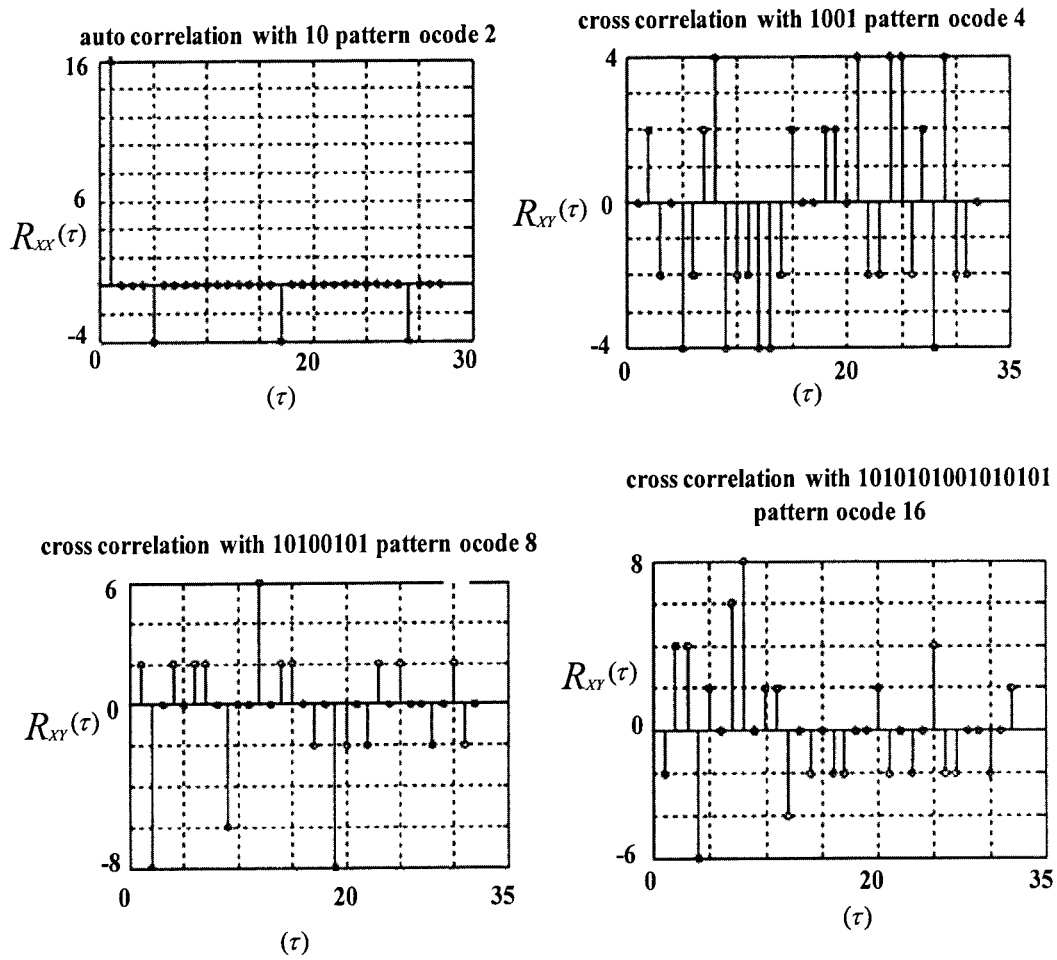 auto correlation with 10 pattern ocode 2
16
6
R_XX(τ)
-4
0
20
30
(τ)
cross correlation with 1001 pattern ocode 4
4
0
R_XY(τ)
-4
0
20
35
(τ)
cross correlation with 10100101 pattern ocode 8
6
0
R_XY(τ)
-8
0
20
35
(τ)
cross correlation with 1010101001010101
pattern ocode 16
8
R_XY(τ)
0
-6
0
20
35
(τ)